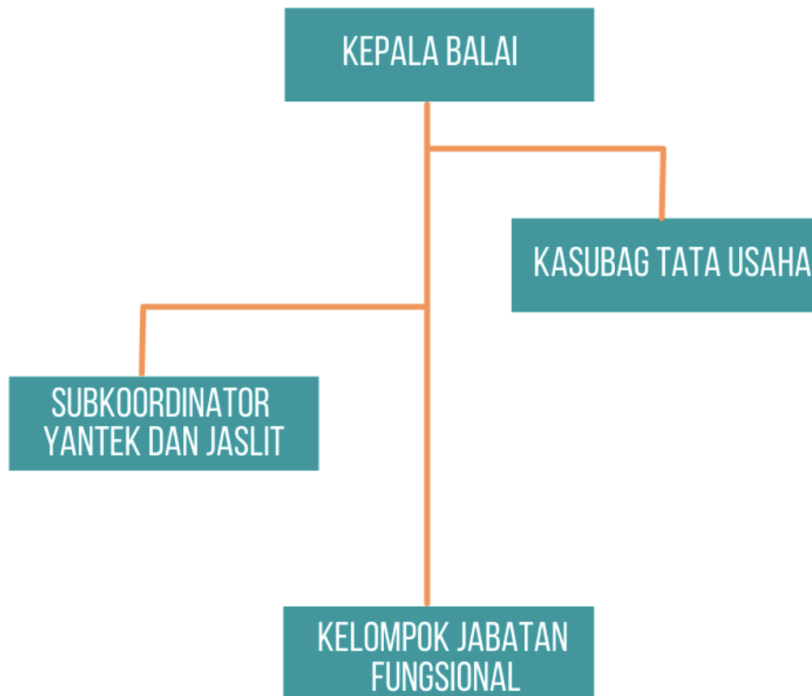 KEPALA BALAI
KASUBAG TATA USAHA
SUBKOORDINATOR
YANTEK DAN JASLIT
KELOMPOK JABATAN
FUNGSIONAL